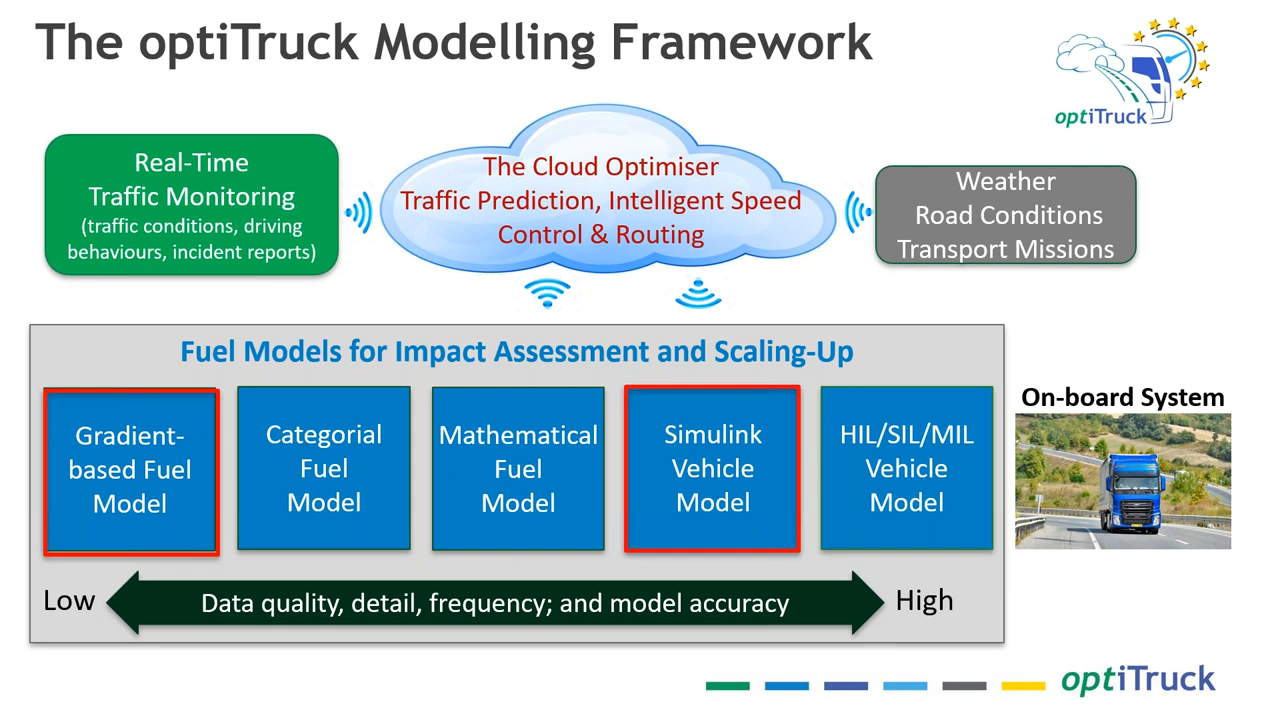 The optiTruck Modelling Framework
optiTruck
Real-Time
Traffic Monitoring
(traffic conditions, driving
behaviours, incident reports)
The Cloud Optimiser
Traffic Prediction, Intelligent Speed
Control & Routing
Weather
Road Conditions
Transport Missions
Fuel Models for Impact Assessment and Scaling-Up
Gradient-
based Fuel
Model
Categorial
Fuel
Model
Mathematical
Fuel
Model
Simulink
Vehicle
Model
HIL/SIL/MIL
Vehicle
Model
On-board System
Low
Data quality, detail, frequency; and model accuracy
High
optiTruck